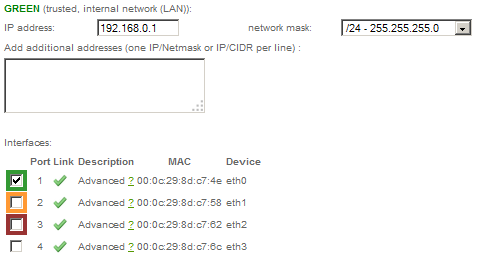 GREEN (trusted, internal network (LAN)):
IP address: 192.168.0.1 network mask: /24 - 255.255.255.0
Add additional addresses (one IP/Netmask or IP/CIDR per line) :
Interfaces:
Port Link Description MAC Device
1 Advanced ? 00:0c:29:8d:c7:4e eth0
2 Advanced ? 00:0c:29:8d:c7:58 eth1
3 Advanced ? 00:0c:29:8d:c7:62 eth2
4 Advanced ? 00:0c:29:8d:c7:6c eth3